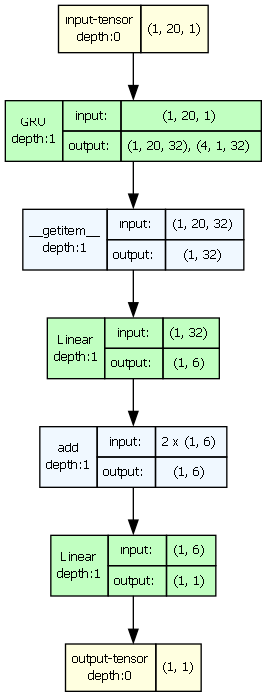 input-tensor
depth:0
(1, 20, 1)
GRU
depth:1
input:
(1, 20, 1)
output:
(1, 20, 32), (4, 1, 32)
__getitem__
depth:1
input:
(1, 20, 32)
output:
(1, 32)
Linear
depth:1
input:
(1, 32)
output:
(1, 6)
add
depth:1
input:
2 x (1, 6)
output:
(1, 6)
Linear
depth:1
input:
(1, 6)
output:
(1, 1)
output-tensor
depth:0
(1, 1)